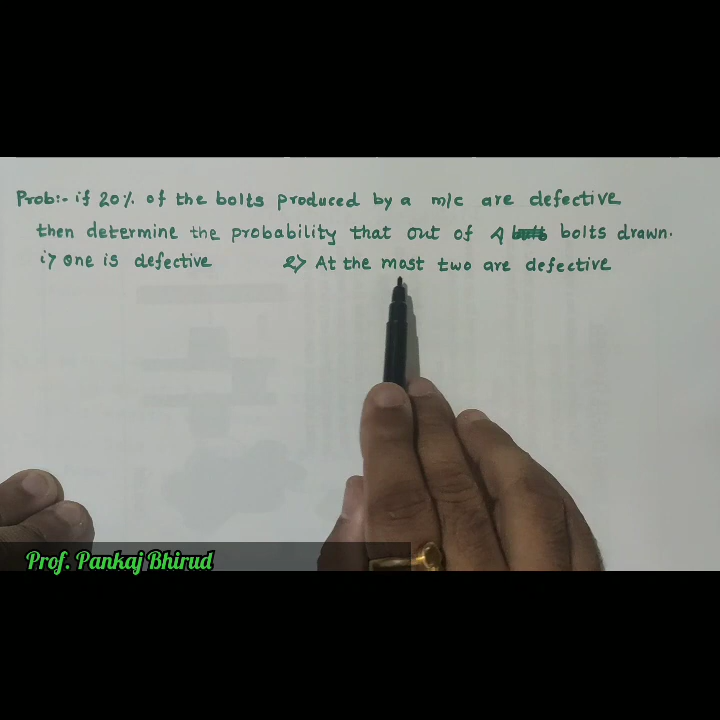 Prob:- if 20% of the bolts produced by a m/c are defective
then determine the probability that out of 4 bolts drawn.
i) one is defective 2) At the most two are defective
Prof. Pankaj Bhirud